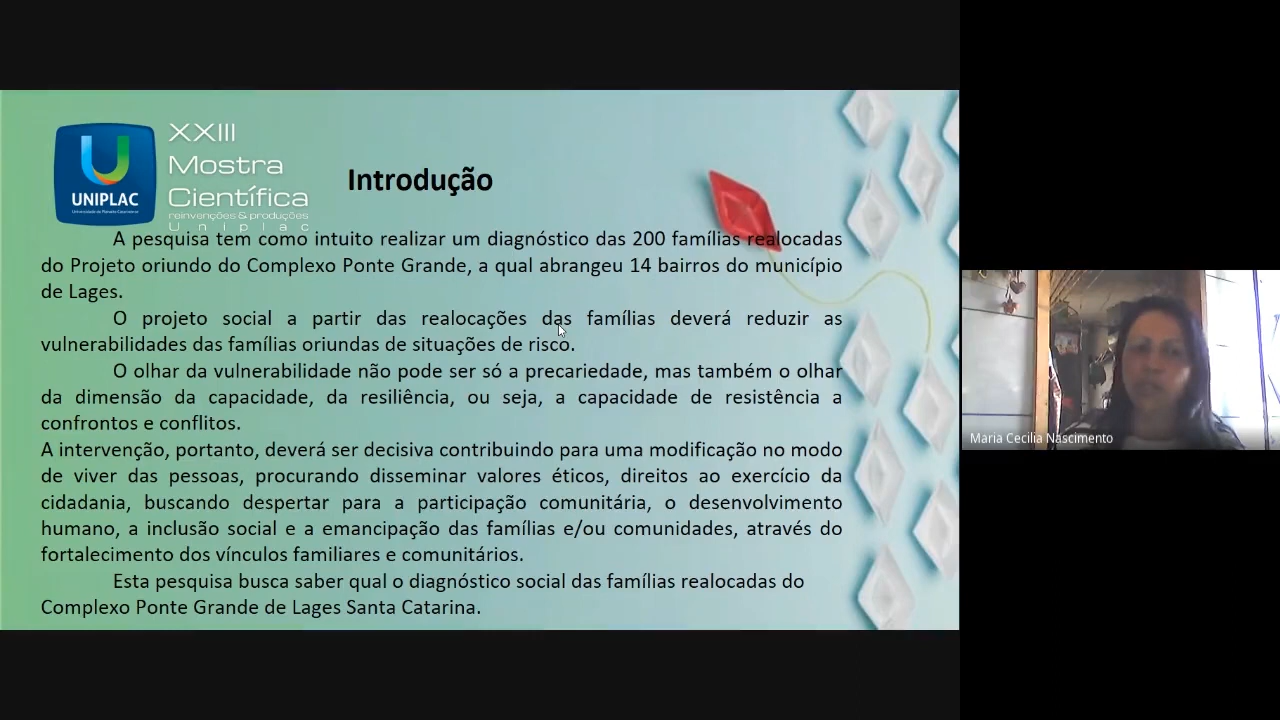 XXIII
Mostra
Científica
reinvenções & produções
Uniplac
UNIPLAC
Introdução
A pesquisa tem como intuito realizar um diagnóstico das 200 famílias realocadas
do Projeto oriundo do Complexo Ponte Grande, a qual abrangeu 14 bairros do município
de Lages.
O projeto social a partir das realocações das famílias deverá reduzir as
vulnerabilidades das famílias oriundas de situações de risco.
O olhar da vulnerabilidade não pode ser só a precariedade, mas também o olhar
da dimensão da capacidade, da resiliência, ou seja, a capacidade de resistência a
confrontos e conflitos.
A intervenção, portanto, deverá ser decisiva contribuindo para uma modificação no modo
de viver das pessoas, procurando disseminar valores éticos, direitos ao exercício da
cidadania, buscando despertar para a participação comunitária, o desenvolvimento
humano, a inclusão social e a emancipação das famílias e/ou comunidades, através do
fortalecimento dos vínculos familiares e comunitários.
Esta pesquisa busca saber qual o diagnóstico social das famílias realocadas do
Complexo Ponte Grande de Lages Santa Catarina.
Maria Cecilia Nascimento